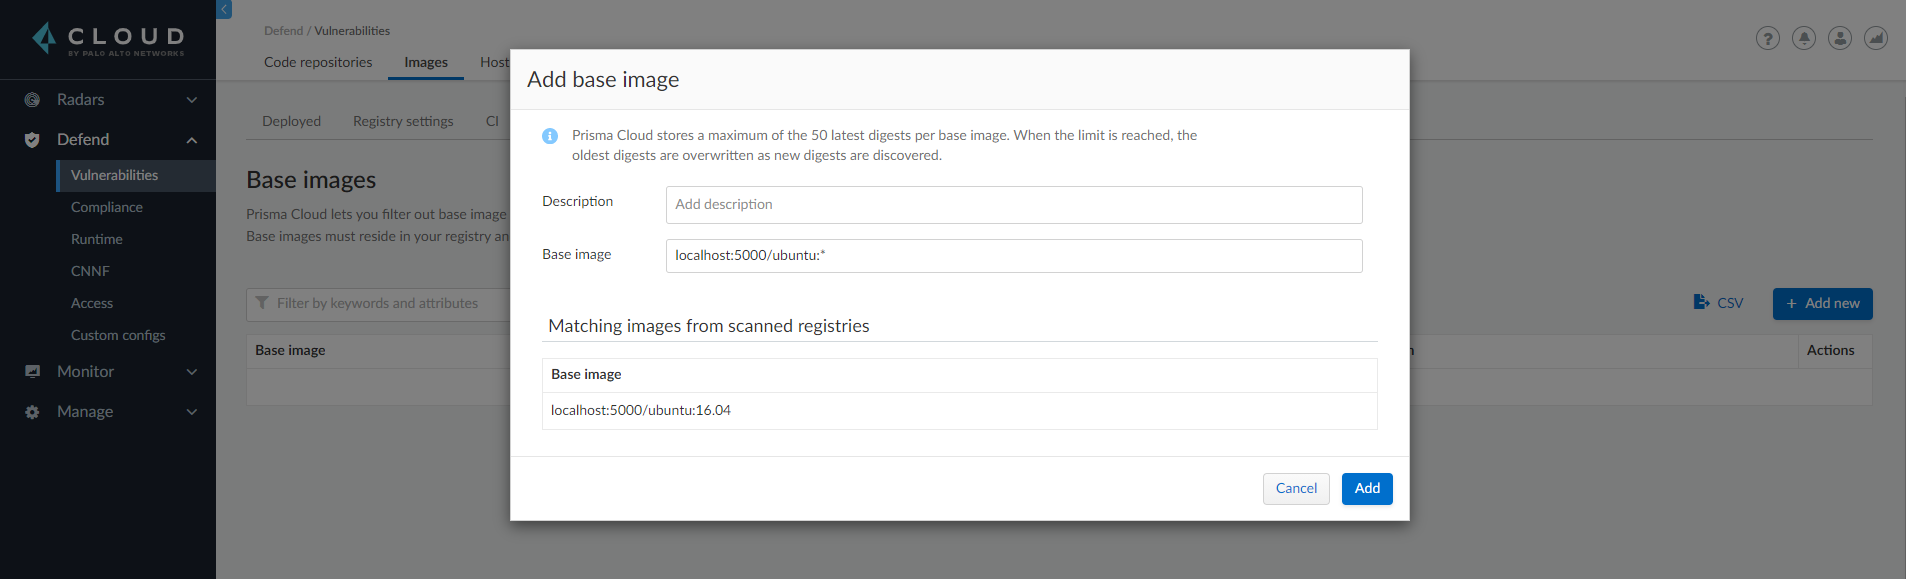 CLOUD
BY PALO ALTO NETWORKS
Radars
Defend
Vulnerabilities
Compliance
Runtime
CNNF
Access
Custom configs
Monitor
Manage
Defend / Vulnerabilities
Code repositories Images Host
Deployed Registry settings CI
Base images
Prisma Cloud lets you filter out base image
Base images must reside in your registry an
Filter by keywords and attributes
CSV + Add new
Base image Actions
Add base image
Prisma Cloud stores a maximum of the 50 latest digests per base image. When the limit is reached, the
oldest digests are overwritten as new digests are discovered.
Description Add description
Base image localhost:5000/ubuntu:*
Matching images from scanned registries
Base image
localhost:5000/ubuntu:16.04
Cancel Add